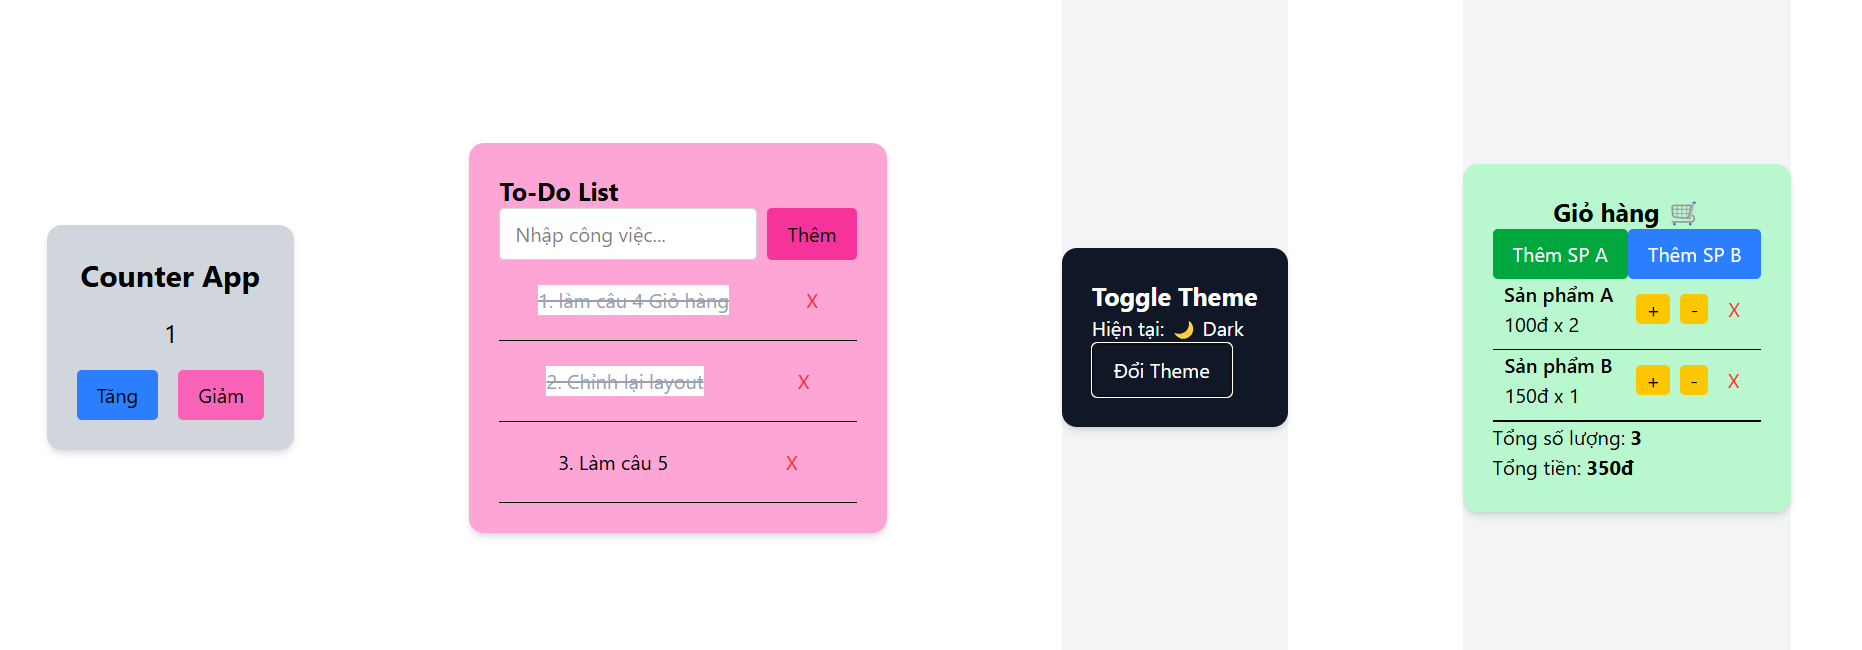 Counter App
1
Tăng
Giảm
To-Do List
Nhập công việc...
Thêm
1. làm câu 4 Giỏ hàng
X
2. Chỉnh lại layout
X
3. Làm câu 5
X
Toggle Theme
Hiện tại: 🌙 Dark
Đổi Theme
Giỏ hàng 🛒
Thêm SP A
Thêm SP B
Sản phẩm A
100đ x 2
+
-
X
Sản phẩm B
150đ x 1
+
-
X
Tổng số lượng: 3
Tổng tiền: 350đ